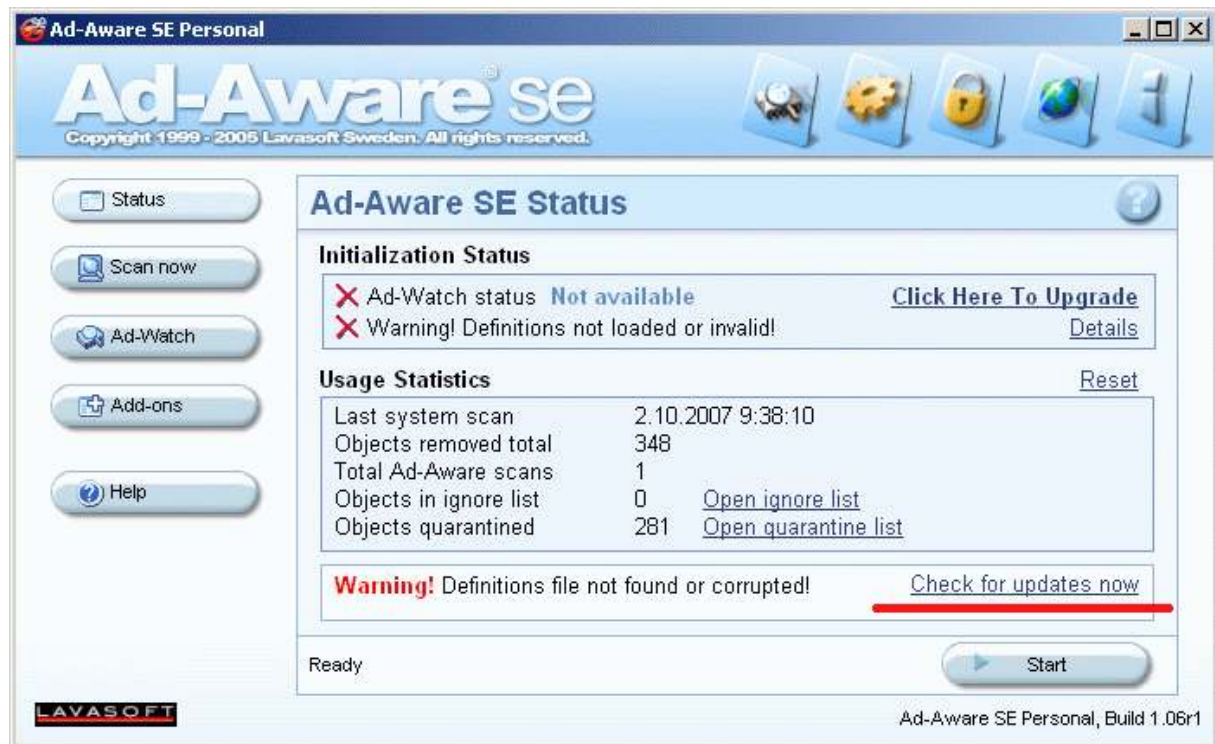 Ad-Aware SE Personal
Ad-Aware® SE
Copyright 1999 - 2005 Lavasoft Sweden. All rights reserved.
Status
Scan now
Ad-Watch
Add-ons
Help
Ad-Aware SE Status
Initialization Status
Ad-Watch status Not available Click Here To Upgrade
Warning! Definitions not loaded or invalid! Details
Usage Statistics Reset
Last system scan 2.10.2007 9:38:10
Objects removed total 348
Total Ad-Aware scans 1
Objects in ignore list 0 Open ignore list
Objects quarantined 281 Open quarantine list
Warning! Definitions file not found or corrupted! Check for updates now
Ready Start
LAVASOFT
Ad-Aware SE Personal, Build 1.06r1